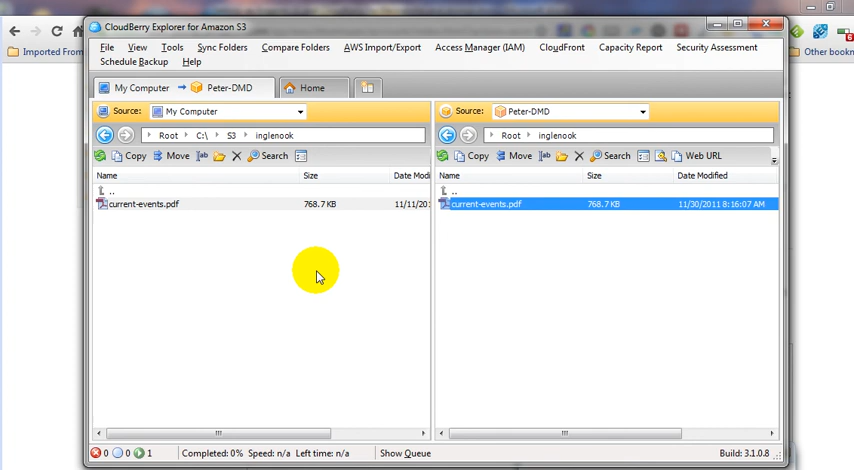 CloudBerry Explorer for Amazon S3
File View Tools Sync Folders Compare Folders AWS Import/Export Access Manager (IAM) CloudFront Capacity Report Security Assessment
Schedule Backup Help
Imported From
Other bookm
My Computer Peter-DMD Home
Source: My Computer
Source: Peter-DMD
Root C:\ S3 inglenook
Root inglenook
Copy Move Search
Copy Move Search Web URL
Name Size Date Modi
Name Size Date Modified
..
..
current-events.pdf 768.7 KB 11/11/201
current-events.pdf 768.7 KB 11/30/2011 8:16:07 AM
0 0 1 Completed: 0% Speed: n/a Left time: n/a Show Queue Build: 3.1.0.8